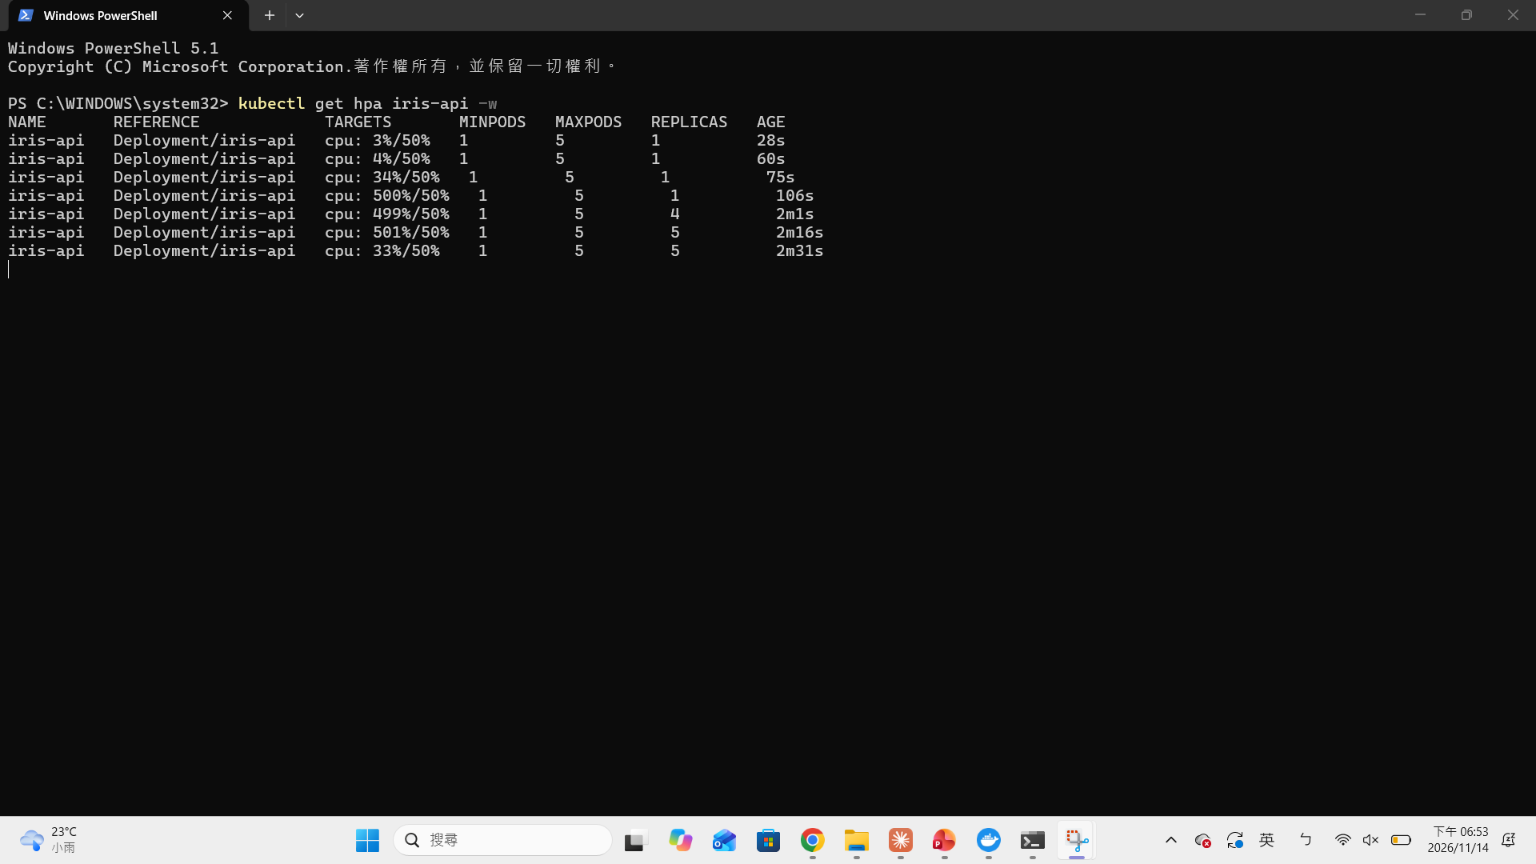 Windows PowerShell
Windows PowerShell 5.1
Copyright (C) Microsoft Corporation.著作權所有，並保留一切權利。
PS C:\WINDOWS\system32> kubectl get hpa iris-api -w
NAME REFERENCE TARGETS MINPODS MAXPODS REPLICAS AGE
iris-api Deployment/iris-api cpu: 3%/50% 1 5 1 28s
iris-api Deployment/iris-api cpu: 4%/50% 1 5 1 60s
iris-api Deployment/iris-api cpu: 34%/50% 1 5 1 75s
iris-api Deployment/iris-api cpu: 500%/50% 1 5 1 106s
iris-api Deployment/iris-api cpu: 499%/50% 1 5 4 2m1s
iris-api Deployment/iris-api cpu: 501%/50% 1 5 5 2m16s
iris-api Deployment/iris-api cpu: 33%/50% 1 5 5 2m31s
23°C
小雨
搜尋
英
ㄅ
下午 06:53
2026/11/14